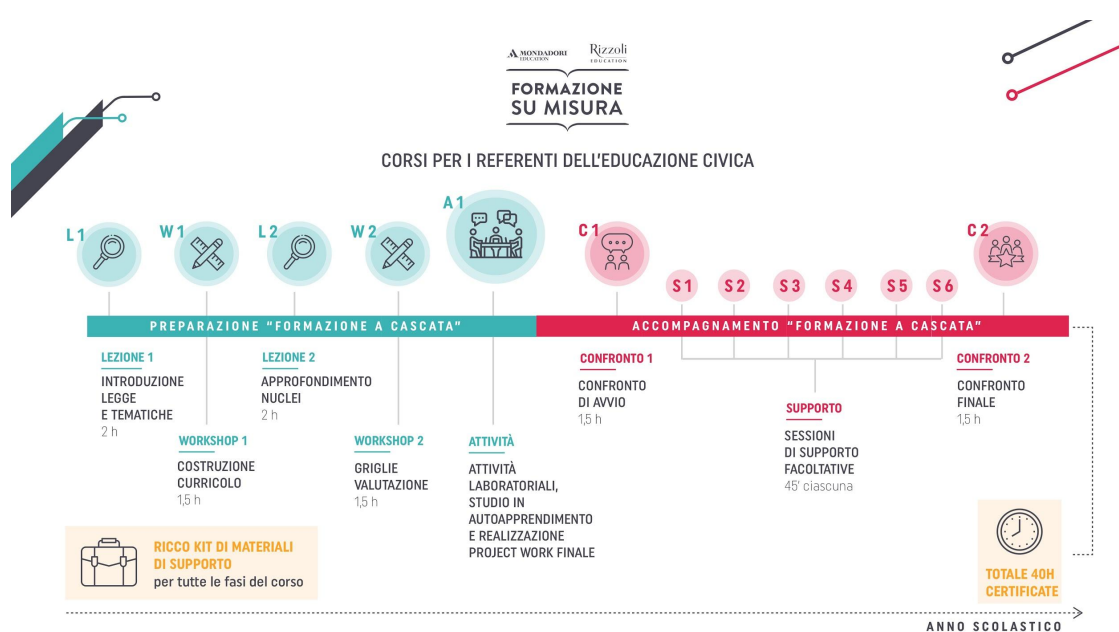 MONDADORI
EDUCATION
Rizzoli
EDUCATION
FORMAZIONE
SU MISURA
CORSI PER I REFERENTI DELL'EDUCAZIONE CIVICA
L1
W1
L2
W2
A1
C1
S1
S2
S3
S4
S5
S6
C2
PREPARAZIONE "FORMAZIONE A CASCATA"
ACCOMPAGNAMENTO "FORMAZIONE A CASCATA"
LEZIONE 1
INTRODUZIONE
LEGGE
E TEMATICHE
2 h
WORKSHOP 1
COSTRUZIONE
CURRICOLO
1,5 h
LEZIONE 2
APPROFONDIMENTO
NUCLEI
2 h
WORKSHOP 2
GRIGLIE
VALUTAZIONE
1,5 h
ATTIVITÀ
ATTIVITÀ
LABORATORIALI,
STUDIO IN
AUTOAPPRENDIMENTO
E REALIZZAZIONE
PROJECT WORK FINALE
CONFRONTO 1
CONFRONTO
DI AVVIO
1,5 h
SUPPORTO
SESSIONI
DI SUPPORTO
FACOLTATIVE
45' ciascuna
CONFRONTO 2
CONFRONTO
FINALE
1,5 h
RICCO KIT DI MATERIALI
DI SUPPORTO
per tutte le fasi del corso
TOTALE 40H
CERTIFICATE
ANNO SCOLASTICO